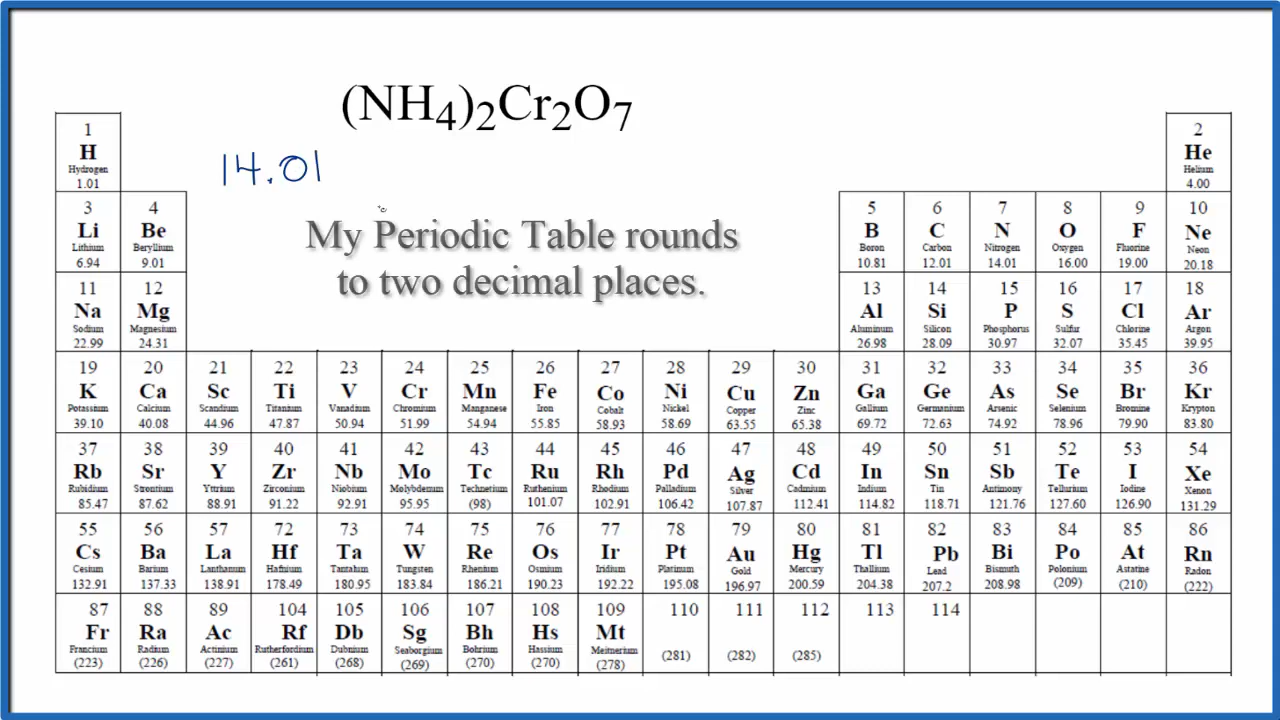 (NH4)2Cr2O7
14.01
My Periodic Table rounds
to two decimal places.
1 2
H He
Hydrogen Helium
1.01 4.00
3 4 5 6 7 8 9 10
Li Be B C N O F Ne
Lithium Beryllium Boron Carbon Nitrogen Oxygen Fluorine Neon
6.94 9.01 10.81 12.01 14.01 16.00 19.00 20.18
11 12 13 14 15 16 17 18
Na Mg Al Si P S Cl Ar
Sodium Magnesium Aluminum Silicon Phosphorus Sulfur Chlorine Argon
22.99 24.31 26.98 28.09 30.97 32.07 35.45 39.95
19 20 21 22 23 24 25 26 27 28 29 30 31 32 33 34 35 36
K Ca Sc Ti V Cr Mn Fe Co Ni Cu Zn Ga Ge As Se Br Kr
Potassium Calcium Scandium Titanium Vanadium Chromium Manganese Iron Cobalt Nickel Copper Zinc Gallium Germanium Arsenic Selenium Bromine Krypton
39.10 40.08 44.96 47.87 50.94 51.99 54.94 55.85 58.93 58.69 63.55 65.38 69.72 72.63 74.92 78.96 79.90 83.80
37 38 39 40 41 42 43 44 45 46 47 48 49 50 51 52 53 54
Rb Sr Y Zr Nb Mo Tc Ru Rh Pd Ag Cd In Sn Sb Te I Xe
Rubidium Strontium Yttrium Zirconium Niobium Molybdenum Technetium Ruthenium Rhodium Palladium Silver Cadmium Indium Tin Antimony Tellurium Iodine Xenon
85.47 87.62 88.91 91.22 92.91 95.95 (98) 101.07 102.91 106.42 107.87 112.41 114.82 118.71 121.76 127.60 126.90 131.29
55 56 57 72 73 74 75 76 77 78 79 80 81 82 83 84 85 86
Cs Ba La Hf Ta W Re Os Ir Pt Au Hg Tl Pb Bi Po At Rn
Cesium Barium Lanthanum Hafnium Tantalum Tungsten Rhenium Osmium Iridium Platinum Gold Mercury Thallium Lead Bismuth Polonium Astatine Radon
132.91 137.33 138.91 178.49 180.95 183.84 186.21 190.23 192.22 195.08 196.97 200.59 204.38 207.2 208.98 (209) (210) (222)
87 88 89 104 105 106 107 108 109 110 111 112 113 114
Fr Ra Ac Rf Db Sg Bh Hs Mt
Francium Radium Actinium Rutherfordium Dubnium Seaborgium Bohrium Hassium Meitnerium
(223) (226) (227) (261) (268) (269) (270) (270) (278) (281) (282) (285)